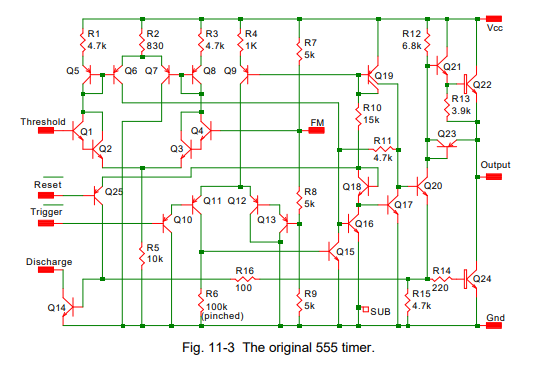 R1 R2 R3 R4 R12 Vcc
4.7k 830 4.7k 1K R7 6.8k
5k
Q5 Q6 Q7 Q8 Q9 Q19 Q21 Q22
R10 R13
15k 3.9k
Threshold Q1 Q4 FM Q23
Q2 Q3 R11
4.7k
Output
Reset Q25 R8 Q18 Q20
5k
Trigger Q11 Q12 Q17
Q10 Q13 Q16
Discharge R5 Q15
10k R16 R14 Q24
100 220
Q14 R6 R9 R15
100k 5k 4.7k
(pinched) SUB Gnd
Fig. 11-3 The original 555 timer.